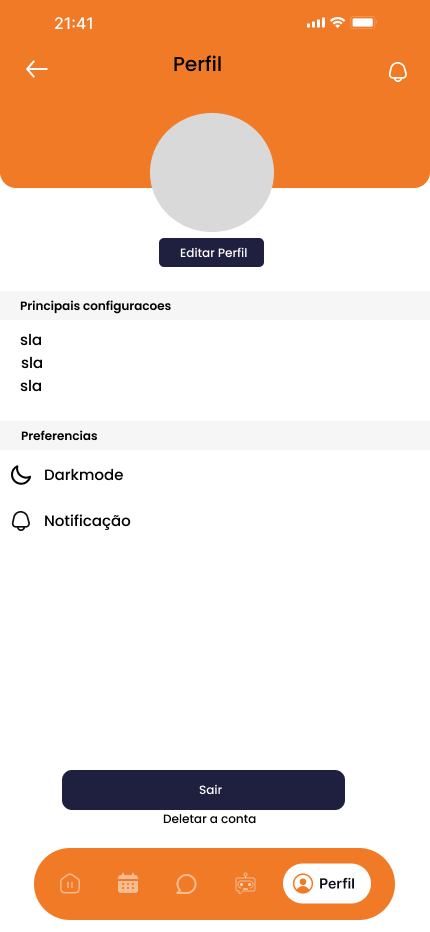 21:41
Perfil
Editar Perfil
Principais configuracoes
sla
sla
sla
Preferencias
Darkmode
Notificação
Sair
Deletar a conta
Perfil